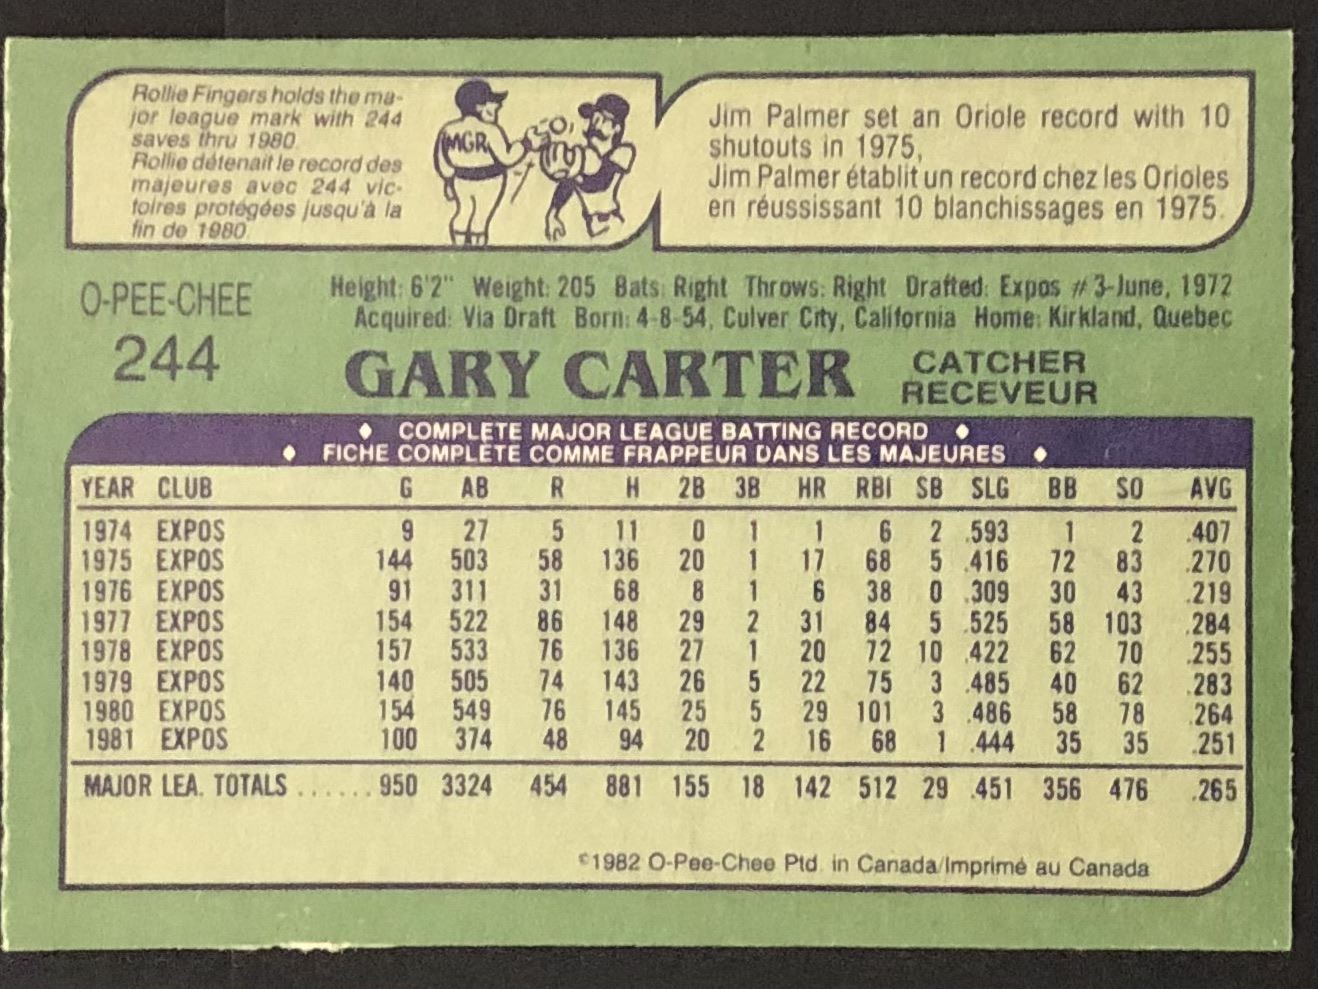 Rollie Fingers holds the ma-
jor league mark with 244
saves thru 1980.
Rollie détenait le record des
majeures avec 244 vic-
toires protégées jusqu'à la
fin de 1980.
MGR.
Jim Palmer set an Oriole record with 10
shutouts in 1975,
Jim Palmer établit un record chez les Orioles
en réussissant 10 blanchissages en 1975.
O-PEE-CHEE
244
Height: 6'2" Weight: 205 Bats: Right Throws: Right Drafted: Expos #3-June, 1972
Acquired: Via Draft Born: 4-8-54, Culver City, California Home: Kirkland, Quebec
GARY CARTER
CATCHER
RECEVEUR
♦ COMPLETE MAJOR LEAGUE BATTING RECORD ♦
♦ FICHE COMPLÈTE COMME FRAPPEUR DANS LES MAJEURES ♦
YEAR CLUB G AB R H 2B 3B HR RBI SB SLG BB SO AVG
1974 EXPOS 9 27 5 11 0 1 1 6 2 .593 1 2 .407
1975 EXPOS 144 503 58 136 20 1 17 68 5 .416 72 83 .270
1976 EXPOS 91 311 31 68 8 1 6 38 0 .309 30 43 .219
1977 EXPOS 154 522 86 148 29 2 31 84 5 .525 58 103 .284
1978 EXPOS 157 533 76 136 27 1 20 72 10 .422 62 70 .255
1979 EXPOS 140 505 74 143 26 5 22 75 3 .485 40 62 .283
1980 EXPOS 154 549 76 145 25 5 29 101 3 .486 58 78 .264
1981 EXPOS 100 374 48 94 20 2 16 68 1 .444 35 35 .251
MAJOR LEA. TOTALS ...... 950 3324 454 881 155 18 142 512 29 .451 356 476 .265
©1982 O-Pee-Chee Ptd. in Canada/Imprimé au Canada